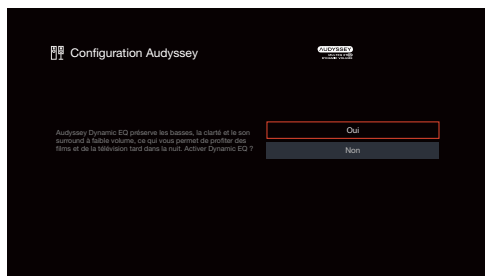 Configuration Audyssey
AUDYSSEY
DYNAMIC VOLUME
Audyssey Dynamic EQ préserve les basses, la clarté et le son
surround à faible volume, ce qui vous permet de profiter des
films et de la télévision tard dans la nuit. Activer Dynamic EQ ?
Oui
Non